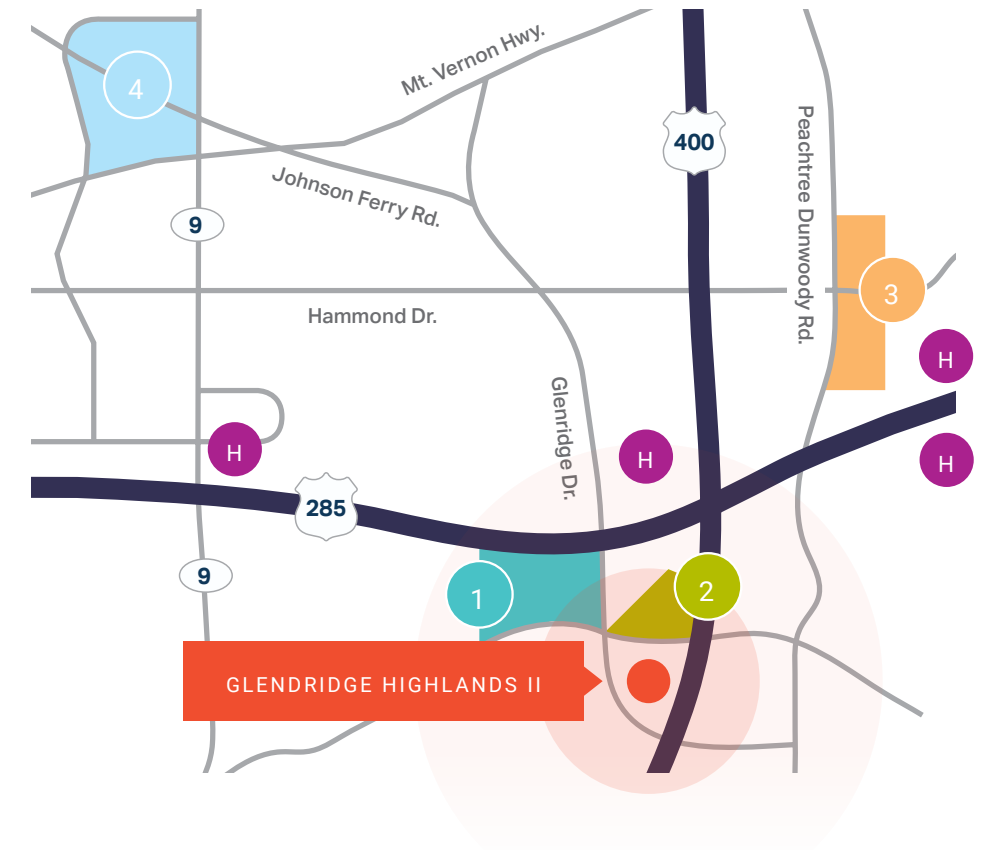 Mt. Vernon Hwy.
4
400
Peachtree Dunwoody Rd.
Johnson Ferry Rd.
9
3
Hammond Dr.
H
Glenridge Dr.
H
H
H
285
9
1
2
GLENDRIDGE HIGHLANDS II